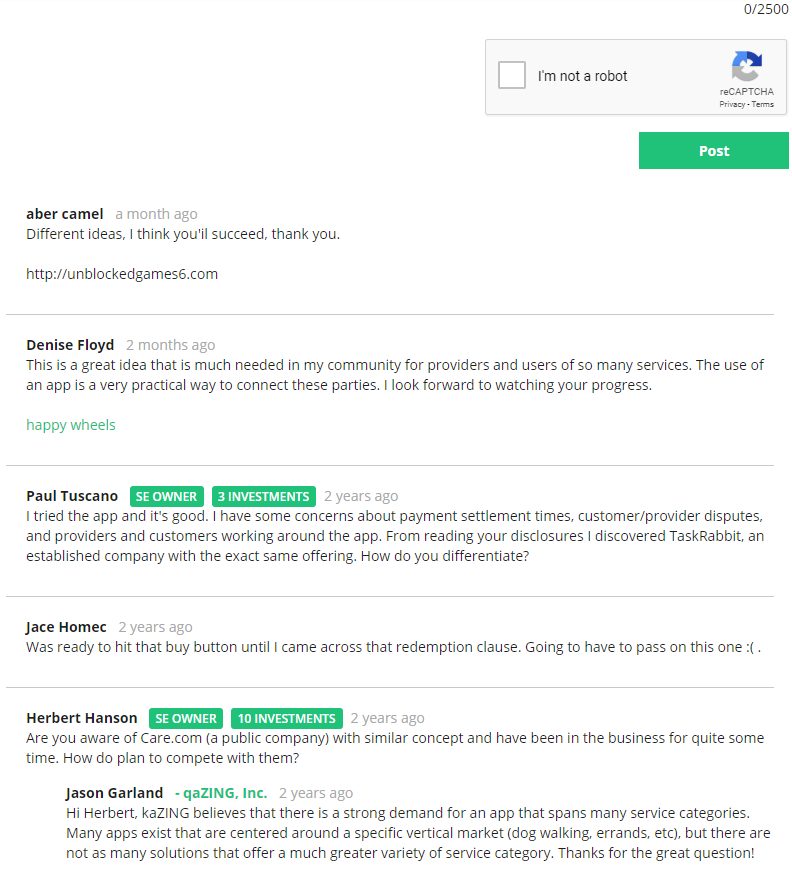 0/2500
I'm not a robot
reCAPTCHA
Privacy - Terms
Post
aber camel a month ago
Different ideas, I think you'il succeed, thank you.
http://unblockedgames6.com
Denise Floyd 2 months ago
This is a great idea that is much needed in my community for providers and users of so many services. The use of
an app is a very practical way to connect these parties. I look forward to watching your progress.
happy wheels
Paul Tuscano SE OWNER 3 INVESTMENTS 2 years ago
I tried the app and it's good. I have some concerns about payment settlement times, customer/provider disputes,
and providers and customers working around the app. From reading your disclosures I discovered TaskRabbit, an
established company with the exact same offering. How do you differentiate?
Jace Homec 2 years ago
Was ready to hit that buy button until I came across that redemption clause. Going to have to pass on this one :( .
Herbert Hanson SE OWNER 10 INVESTMENTS 2 years ago
Are you aware of Care.com (a public company) with similar concept and have been in the business for quite some
time. How do plan to compete with them?
Jason Garland - qaZING, Inc. 2 years ago
Hi Herbert, kaZING believes that there is a strong demand for an app that spans many service categories.
Many apps exist that are centered around a specific vertical market (dog walking, errands, etc), but there are
not as many solutions that offer a much greater variety of service category. Thanks for the great question!